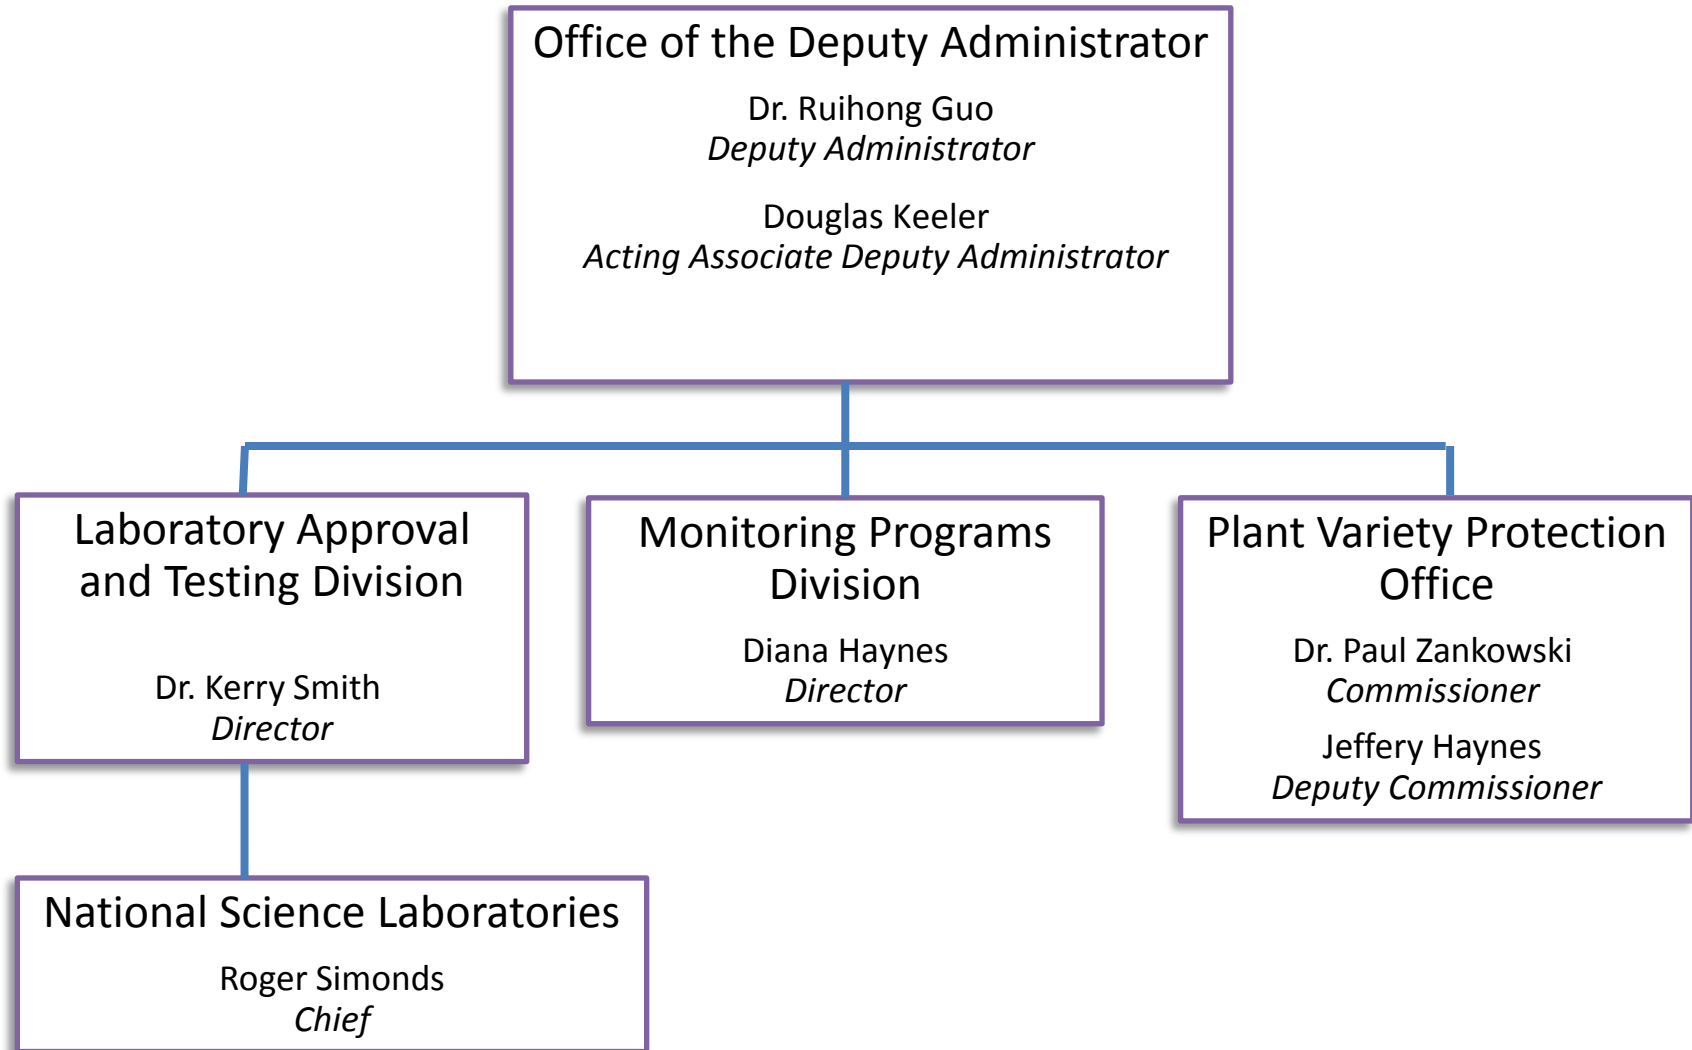 Office of the Deputy Administrator
Dr. Ruihong Guo
Deputy Administrator
Douglas Keeler
Acting Associate Deputy Administrator
Laboratory Approval
and Testing Division
Dr. Kerry Smith
Director
Monitoring Programs
Division
Diana Haynes
Director
Plant Variety Protection
Office
Dr. Paul Zankowski
Commissioner
Jeffery Haynes
Deputy Commissioner
National Science Laboratories
Roger Simonds
Chief